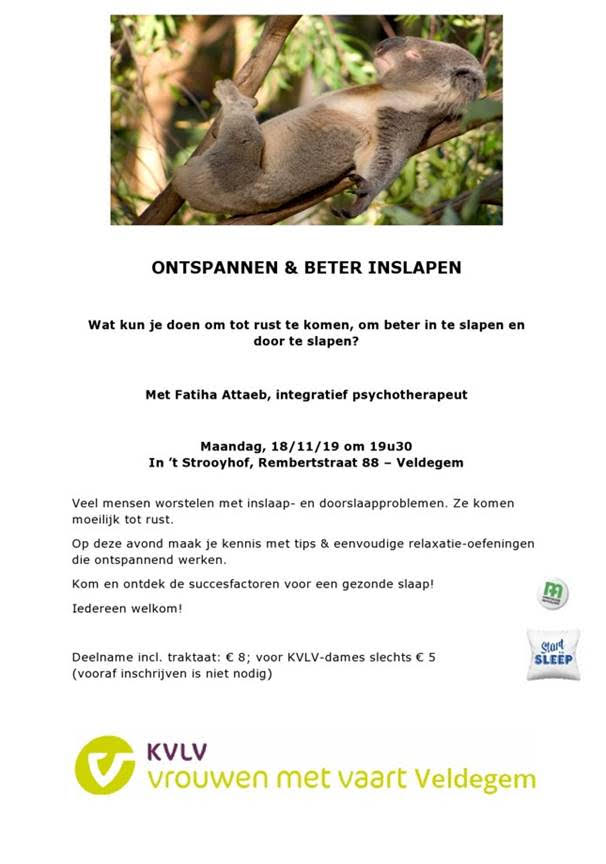 ONTSPANNEN & BETER INSLAPEN
Wat kun je doen om tot rust te komen, om beter in te slapen en
door te slapen?
Met Fatiha Attaeb, integratief psychotherapeut
Maandag, 18/11/19 om 19u30
In ’t Strooyhof, Rembertstraat 88 – Veldegem
Veel mensen worstelen met inslaap- en doorslaapproblemen. Ze komen
moeilijk tot rust.
Op deze avond maak je kennis met tips & eenvoudige relaxatie-oefeningen
die ontspannend werken.
Kom en ontdek de succesfactoren voor een gezonde slaap!
Iedereen welkom!
Start
to SLEEP
Deelname incl. traktaat: € 8; voor KVLV-dames slechts € 5
(vooraf inschrijven is niet nodig)
KVLV
vrouwen met vaart Veldegem